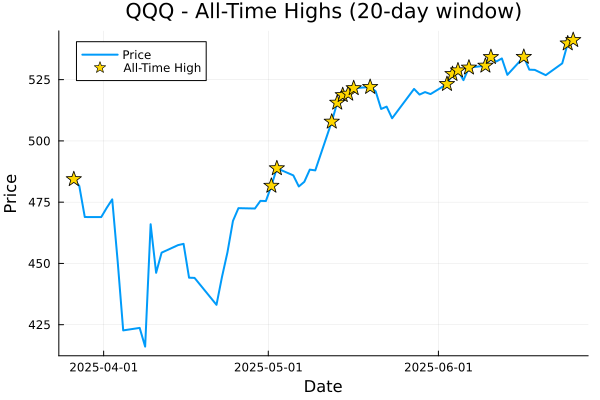 QQQ - All-Time Highs (20-day window)
Price
All-Time High
525
500
475
450
425
Price
2025-04-01
2025-05-01
2025-06-01
Date